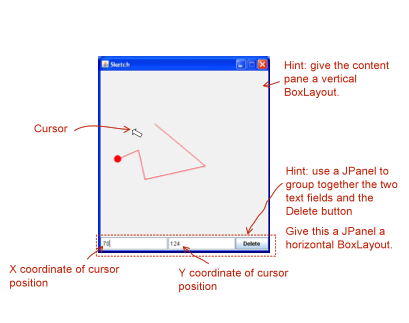 Sketch
Hint: give the content
pane a vertical
BoxLayout.
Cursor
Hint: use a JPanel to
group together the two
text fields and the
Delete button
Give this a JPanel a
horizontal BoxLayout.
76
124
Delete
X coordinate of cursor
position
Y coordinate of cursor
position